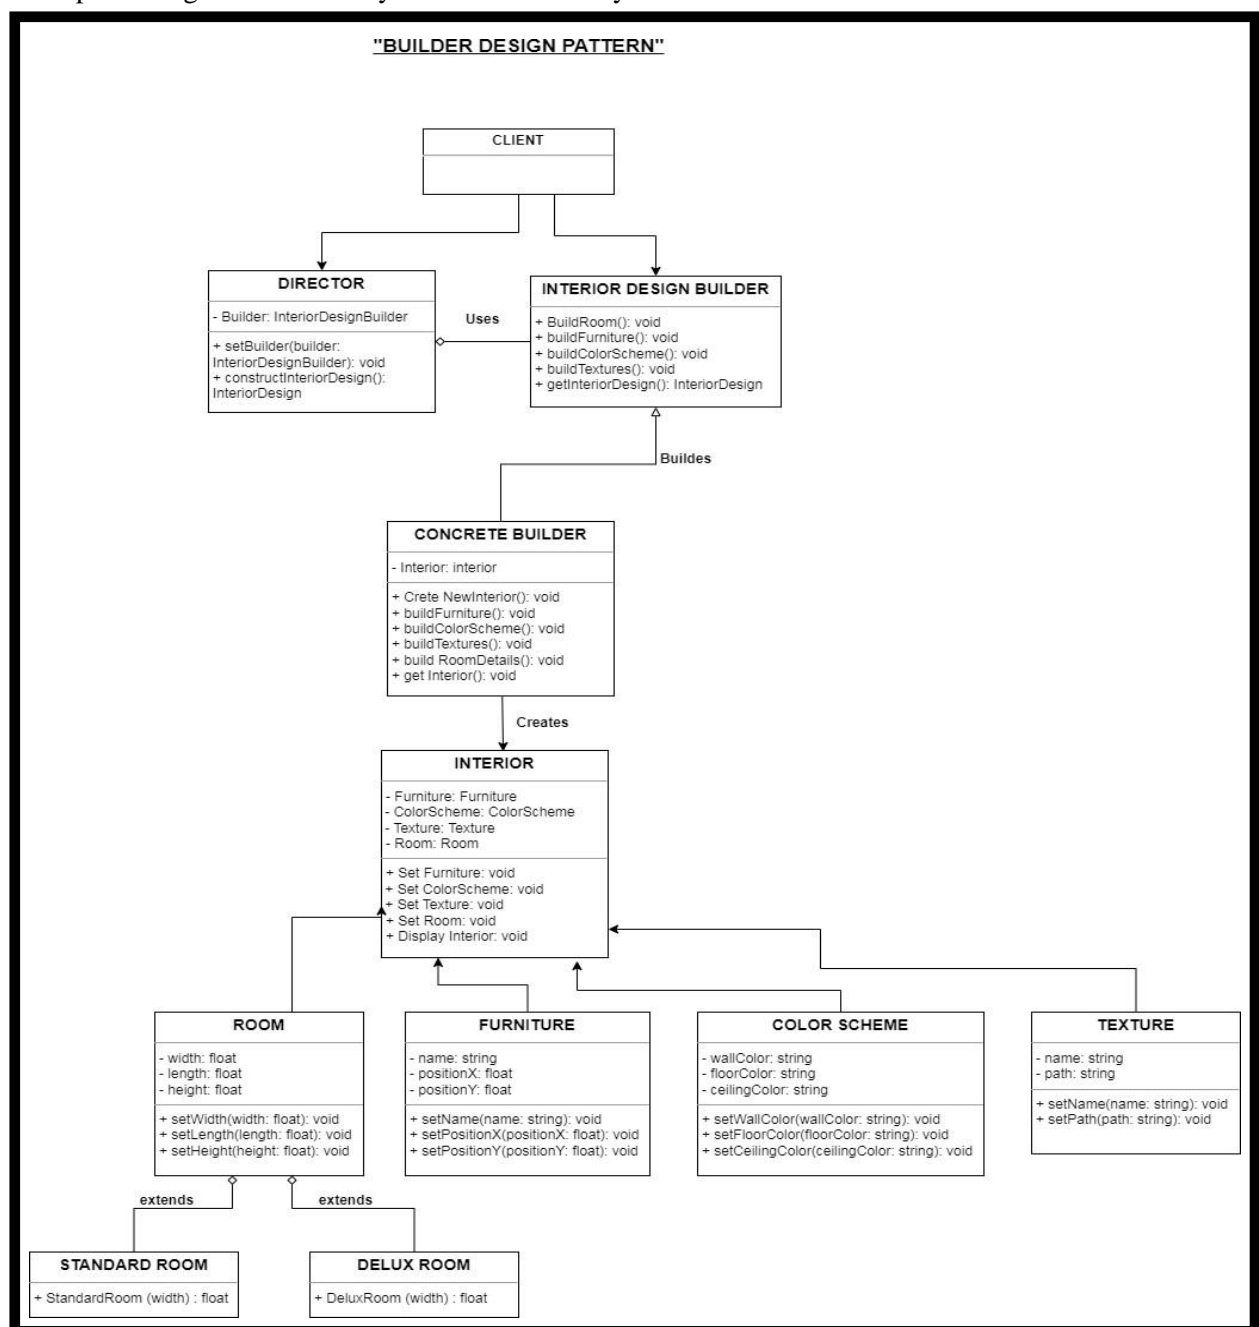 "BUILDER DESIGN PATTERN"
CLIENT
DIRECTOR
- Builder: InteriorDesignBuilder
+ setBuilder(builder:
InteriorDesignBuilder): void
+ constructInteriorDesign():
InteriorDesign
Uses
INTERIOR DESIGN BUILDER
+ BuildRoom(): void
+ buildFurniture(): void
+ buildColorScheme(): void
+ buildTextures(): void
+ getInteriorDesign(): InteriorDesign
Buildes
CONCRETE BUILDER
- Interior: interior
+ Crete NewInterior(): void
+ buildFurniture(): void
+ buildColorScheme(): void
+ buildTextures(): void
+ build RoomDetails(): void
+ get Interior(): void
Creates
INTERIOR
- Furniture: Furniture
- ColorScheme: ColorScheme
- Texture: Texture
- Room: Room
+ Set Furniture: void
+ Set ColorScheme: void
+ Set Texture: void
+ Set Room: void
+ Display Interior: void
ROOM
- width: float
- length: float
- height: float
+ setWidth(width: float): void
+ setLength(length: float): void
+ setHeight(height: float): void
FURNITURE
- name: string
- positionX: float
- positionY: float
+ setName(name: string): void
+ setPositionX(positionX: float): void
+ setPositionY(positionY: float): void
COLOR SCHEME
- wallColor: string
- floorColor: string
- ceilingColor: string
+ setWallColor(wallColor: string): void
+ setFloorColor(floorColor: string): void
+ setCeilingColor(ceilingColor: string): void
TEXTURE
- name: string
- path: string
+ setName(name: string): void
+ setPath(path: string): void
extends
extends
STANDARD ROOM
+ StandardRoom (width) : float
DELUX ROOM
+ DeluxRoom (width) : float